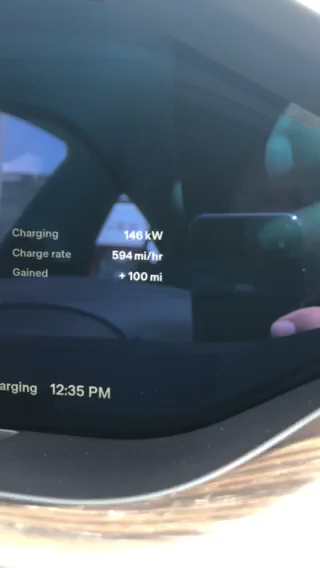 Charging 146 kW
Charge rate 594 mi/hr
Gained + 100 mi
arging 12:35 PM